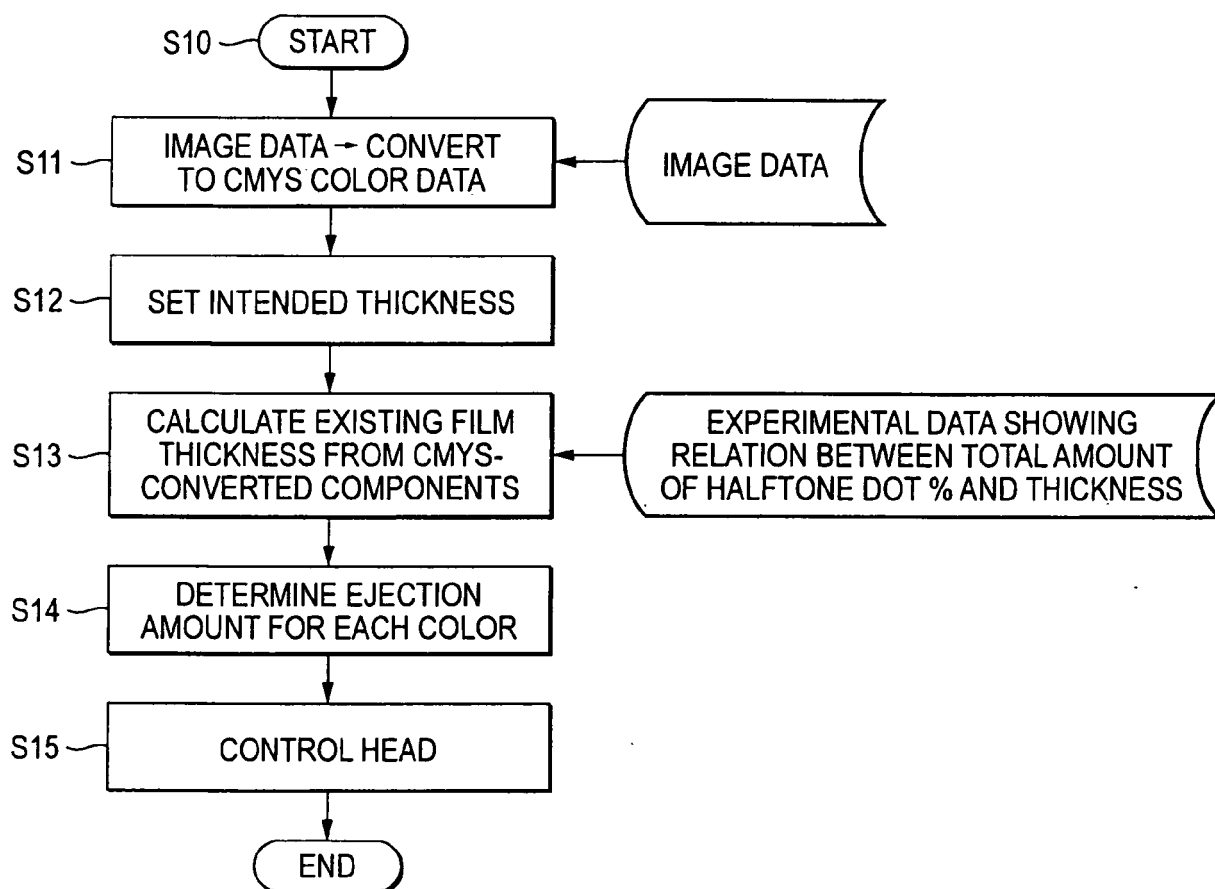 S10
START
S11
IMAGE DATA → CONVERT
TO CMYS COLOR DATA
IMAGE DATA
S12
SET INTENDED THICKNESS
S13
CALCULATE EXISTING FILM
THICKNESS FROM CMYS-
CONVERTED COMPONENTS
EXPERIMENTAL DATA SHOWING
RELATION BETWEEN TOTAL AMOUNT
OF HALFTONE DOT % AND THICKNESS
S14
DETERMINE EJECTION
AMOUNT FOR EACH COLOR
S15
CONTROL HEAD
END